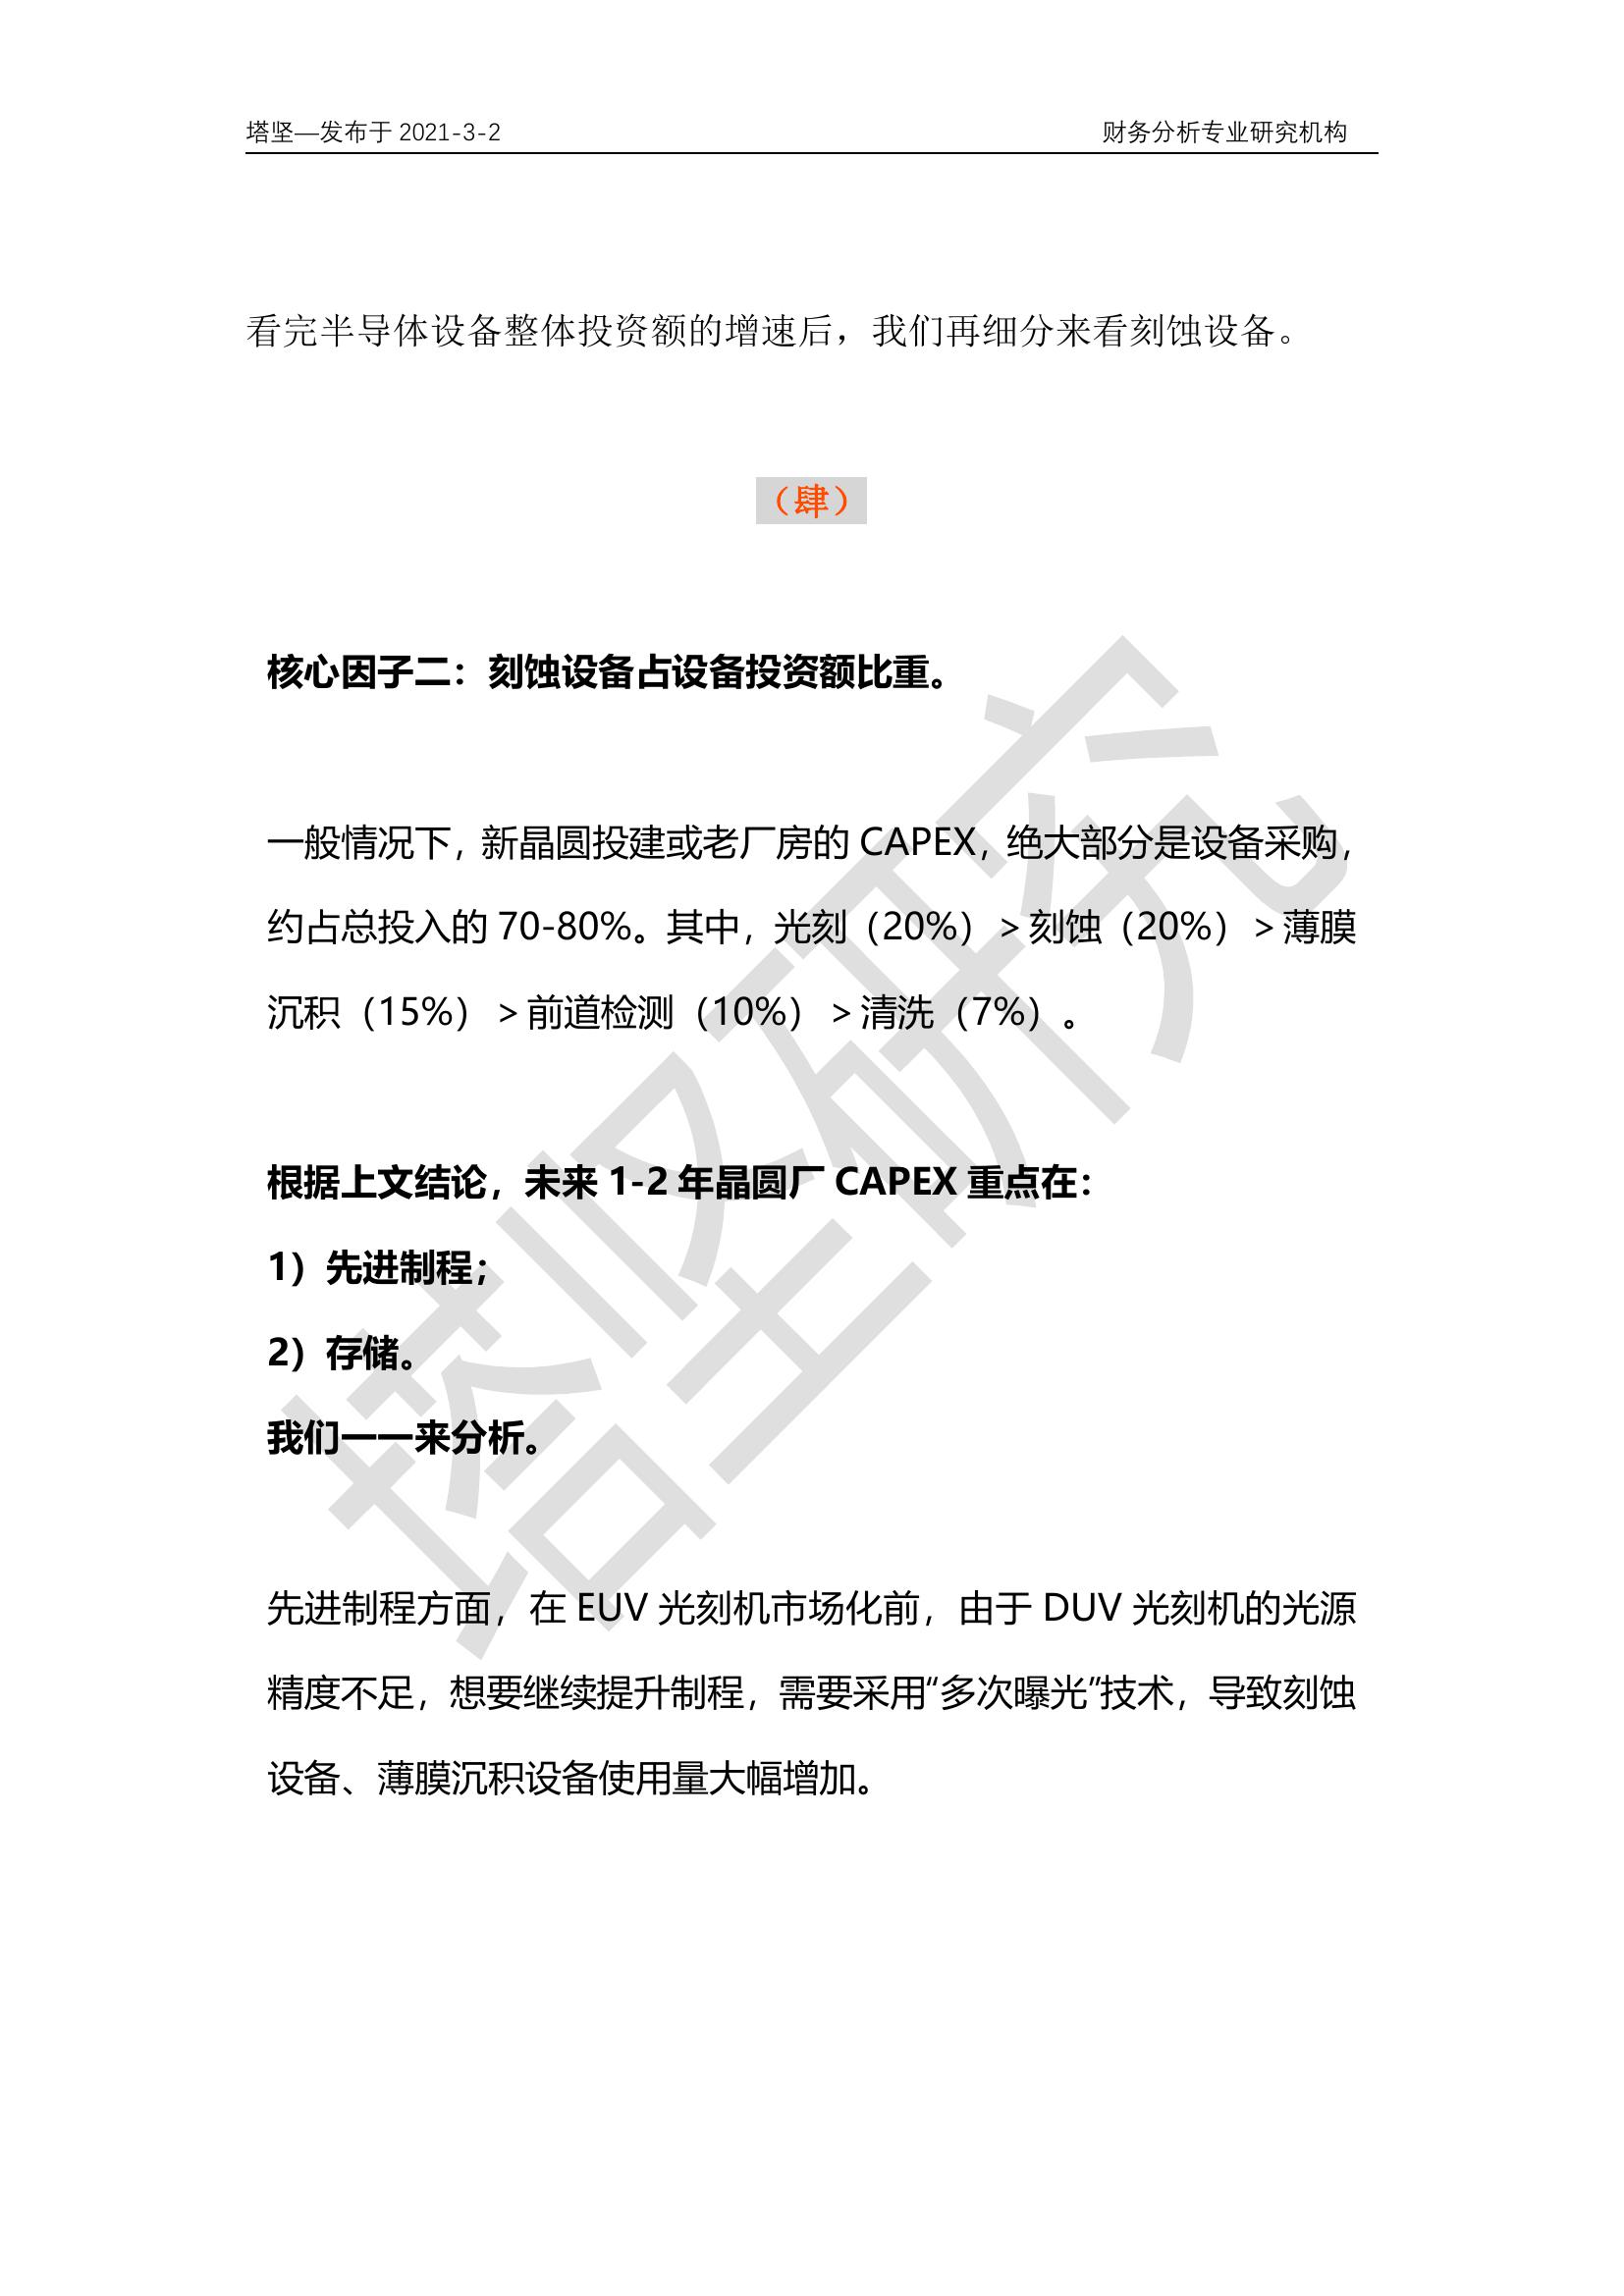 塔坚—发布于 2021-3-2 财务分析专业研究机构
看完半导体设备整体投资额的增速后，我们再细分来看刻蚀设备。
（肆）
核心因子二：刻蚀设备占设备投资额比重。
一般情况下，新晶圆投建或老厂房的 CAPEX，绝大部分是设备采购，
约占总投入的 70-80%。其中，光刻（20%）＞刻蚀（20%）＞薄膜
沉积（15%）＞前道检测（10%）＞清洗（7%）。
根据上文结论，未来 1-2 年晶圆厂 CAPEX 重点在：
1）先进制程；
2）存储。
我们一一来分析。
先进制程方面，在 EUV 光刻机市场化前，由于 DUV 光刻机的光源
精度不足，想要继续提升制程，需要采用“多次曝光”技术，导致刻蚀
设备、薄膜沉积设备使用量大幅增加。
塔坚研究